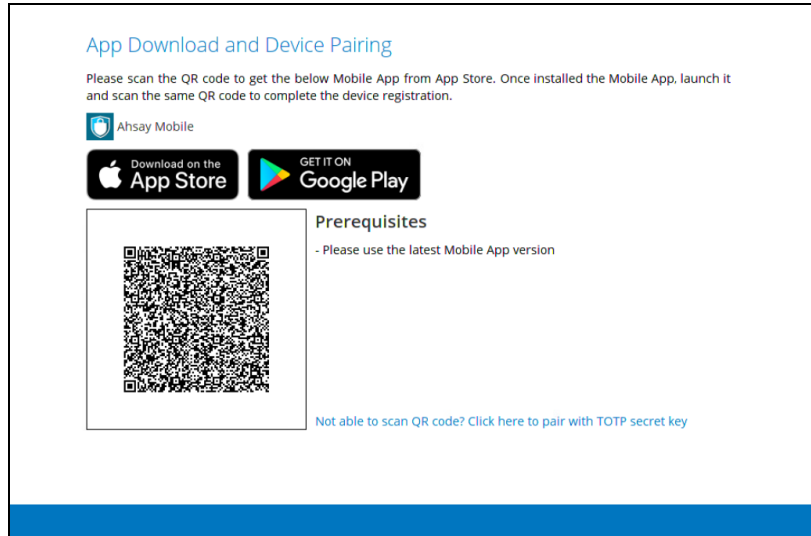 App Download and Device Pairing
Please scan the QR code to get the below Mobile App from App Store. Once installed the Mobile App, launch it
and scan the same QR code to complete the device registration.
Ahsay Mobile
Download on the
App Store
GET IT ON
Google Play
Prerequisites
- Please use the latest Mobile App version
Not able to scan QR code? Click here to pair with TOTP secret key